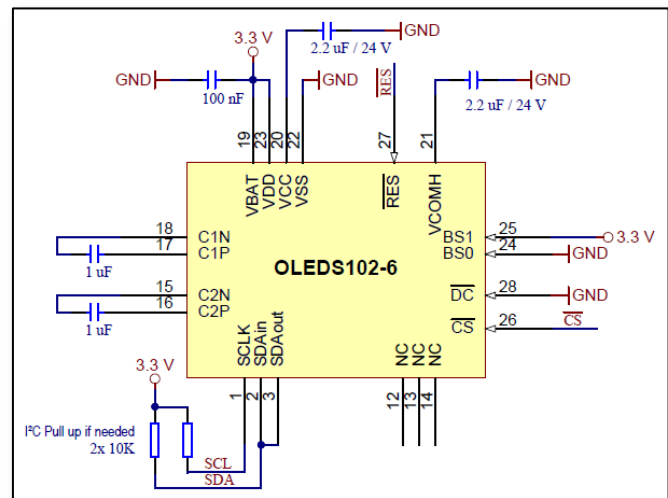 3.3 V
GND
2.2 uF / 24 V
GND
100 nF
GND
RES
2.2 uF / 24 V
GND
19
23
20
22
27
21
VBAT
VDD
VCC
VSS
RES
VCOMH
18
C1N
17
C1P
1 uF
15
C2N
16
C2P
1 uF
OLEDS102-6
BS1
25
3.3 V
BS0
24
GND
DC
28
GND
CS
26
CS
SCLK
SDAin
SDAout
NC
NC
NC
1
2
3
12
13
14
3.3 V
I²C Pull up if needed
2x 10K
SCL
SDA